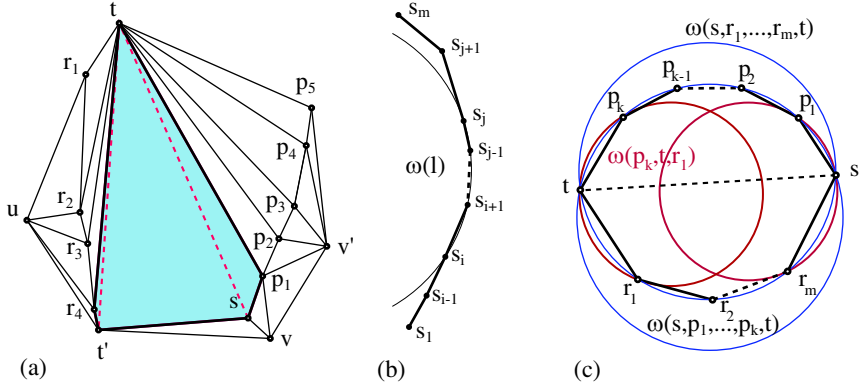 t
r1
p5
p4
r2
u
r3
p3
p2
v'
p1
r4
s
t'
v
(a)
sm
sj+1
sj
sj-1
ω(l)
si+1
si
si-1
s1
(b)
ω(s,r1,...,rm,t)
pk-1
p2
pk
p1
ω(pk,t,r1)
t
s
r1
r2
rm
ω(s,p1,...,pk,t)
(c)